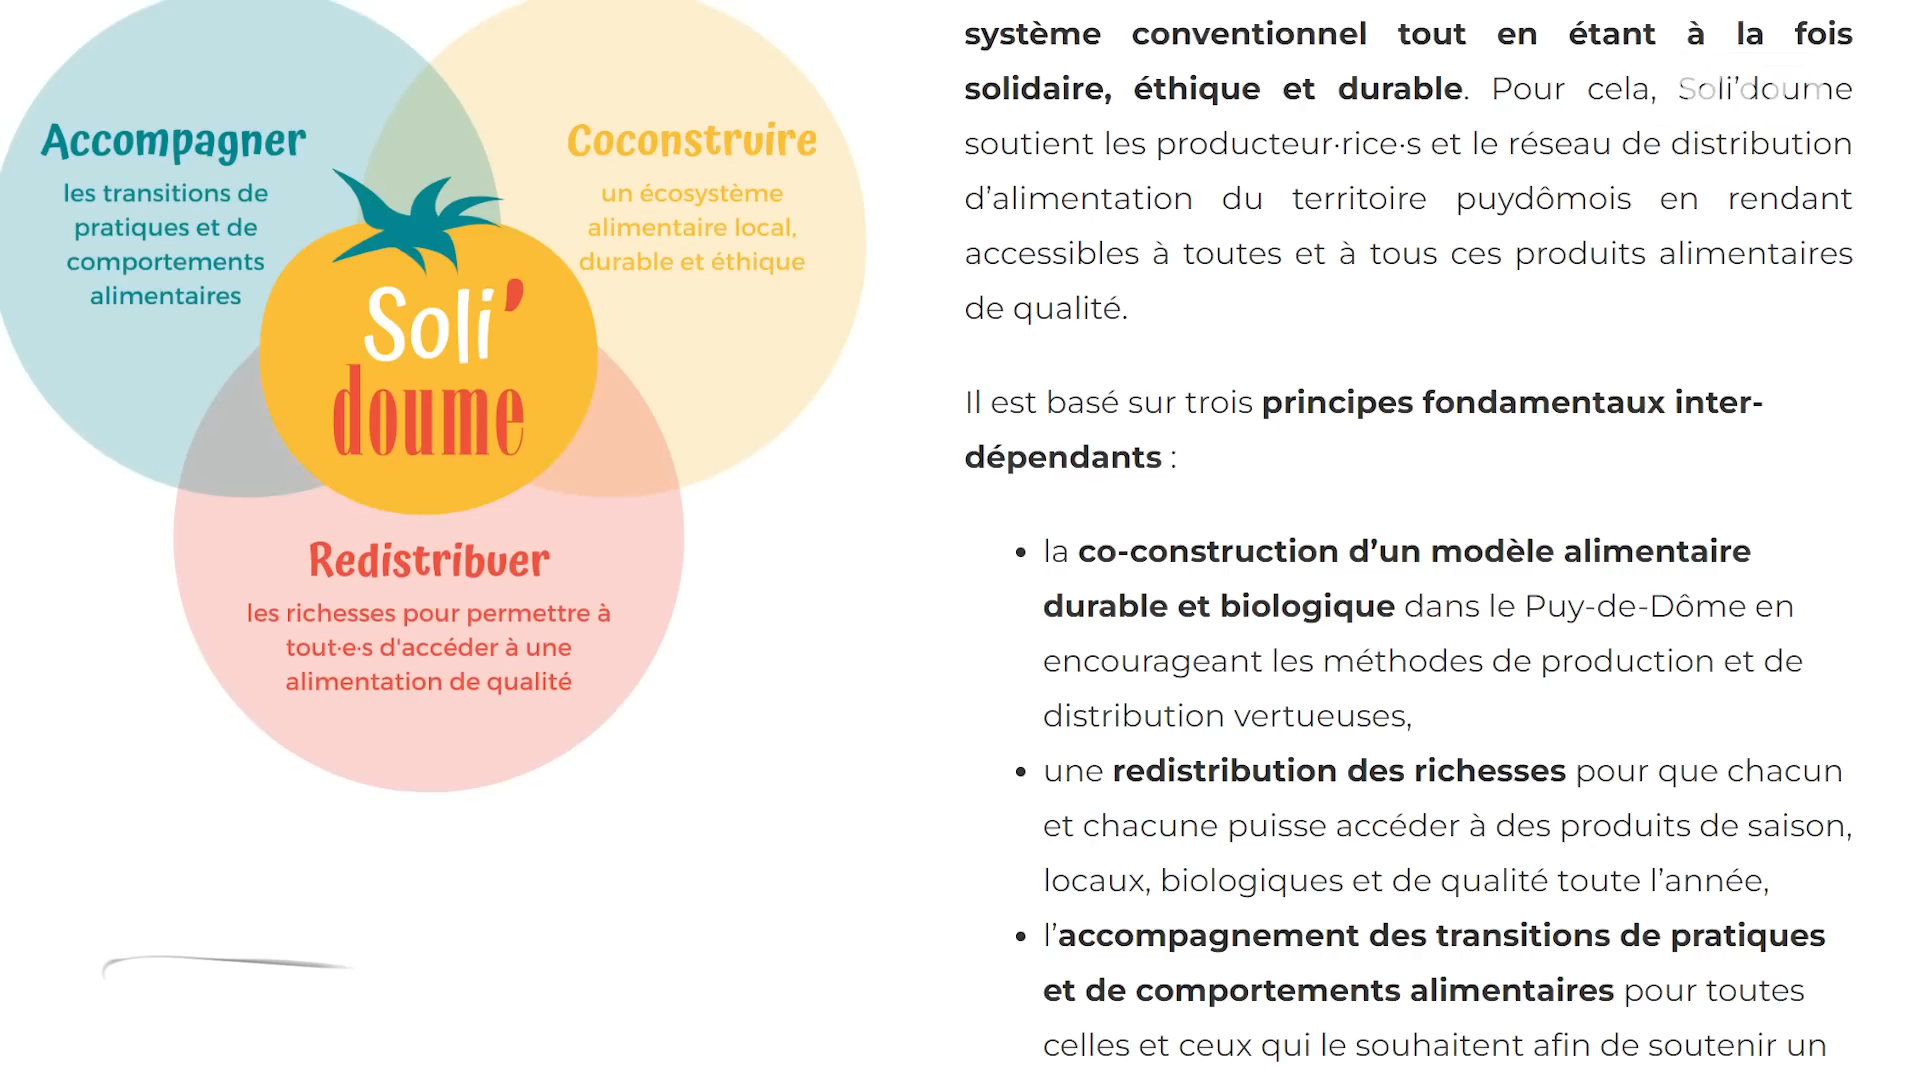 Accompagner
les transitions de
pratiques et de
comportements
alimentaires
Coconstruire
un écosystème
alimentaire local,
durable et éthique
Soli'
doume
Redistribuer
les richesses pour permettre à
tout·e·s d'accéder à une
alimentation de qualité
système conventionnel tout en étant à la fois
solidaire, éthique et durable. Pour cela, Soli’doume
soutient les producteur·rice·s et le réseau de distribution
d’alimentation du territoire puydômois en rendant
accessibles à toutes et à tous ces produits alimentaires
de qualité.
Il est basé sur trois principes fondamentaux inter-
dépendants :
• la co-construction d’un modèle alimentaire
durable et biologique dans le Puy-de-Dôme en
encourageant les méthodes de production et de
distribution vertueuses,
• une redistribution des richesses pour que chacun
et chacune puisse accéder à des produits de saison,
locaux, biologiques et de qualité toute l’année,
• l’accompagnement des transitions de pratiques
et de comportements alimentaires pour toutes
celles et ceux qui le souhaitent afin de soutenir un